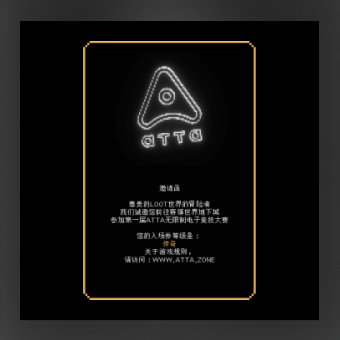 ATTA
邀请函
尊贵的LOOT世界的冒险者
我们诚邀您前往赛博世界地下城
参加第一届ATTA无限制电子竞技大赛
您的入场券等级是：
传奇
关于游戏规则，
请访问：WWW.ATTA.ZONE